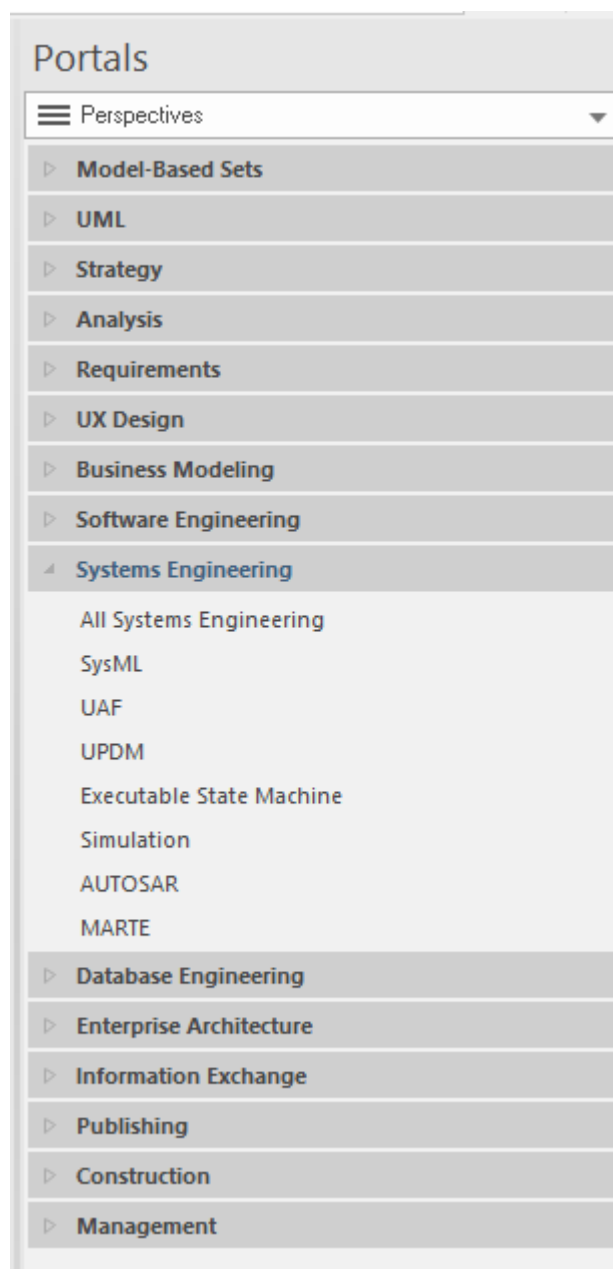 Portals
Perspectives
Model-Based Sets
UML
Strategy
Analysis
Requirements
UX Design
Business Modeling
Software Engineering
Systems Engineering
All Systems Engineering
SysML
UAF
UPDM
Executable State Machine
Simulation
AUTOSAR
MARTE
Database Engineering
Enterprise Architecture
Information Exchange
Publishing
Construction
Management